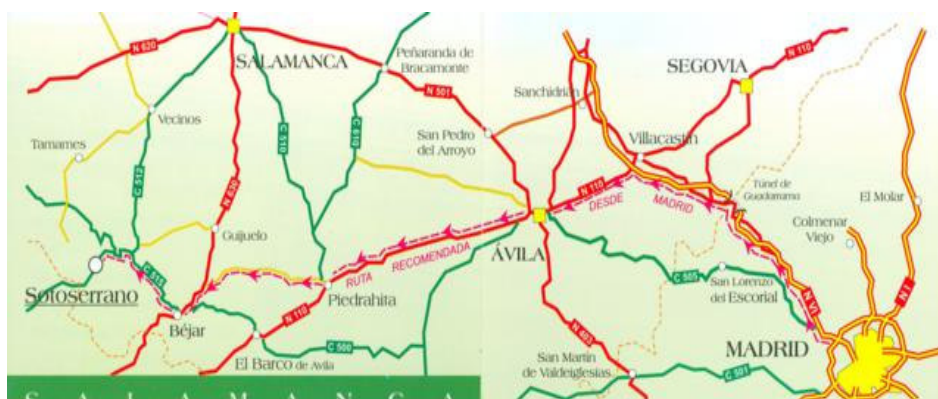 N 620
SALAMANCA
Peñaranda de
Bracamonte
N 501
Vecinos
Tamames
C 512
N 630
C 510
C 610
San Pedro
del Arroyo
Sanchidrián
SEGOVIA
N 110
Villacastín
N 110
DESDE
MADRID
Túnel de
Guadarrama
El Molar
Colmenar
Viejo
Guijuelo
ÁVILA
RUTA
RECOMENDADA
C 505
San Lorenzo
del Escorial
N VI
N I
Sotoserrano
C 515
Piedrahita
Béjar
N 110
El Barco de Avila
C 500
N 403
San Martín
de Valdeiglesias
C 501
MADRID
S A L A M A N C A